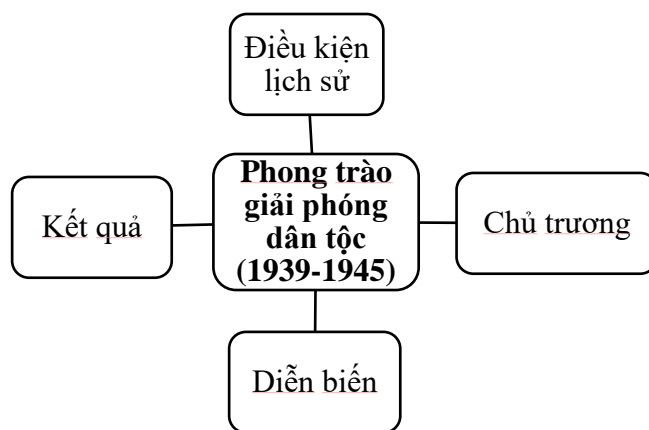 Điều kiện
lịch sử
Phong trào
giải phóng
dân tộc
(1939-1945)
Kết quả
Chủ trương
Diễn biến